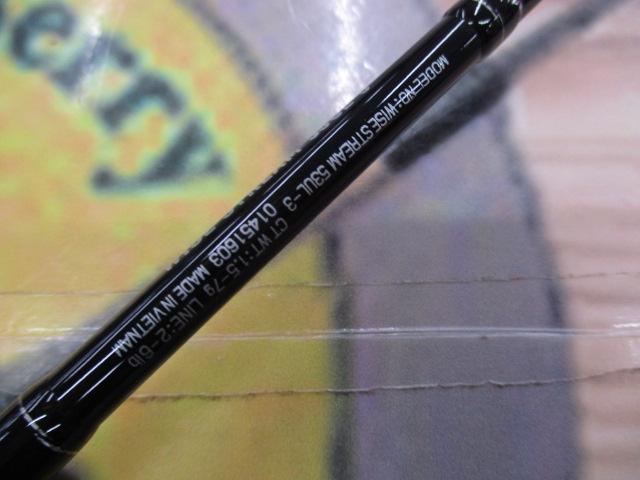 MODEL NO.:WISE STREAM 53UL-3
CT WT:1.5-7g LINE:2-6lb
01451603 MADE IN VIETNAM
erry